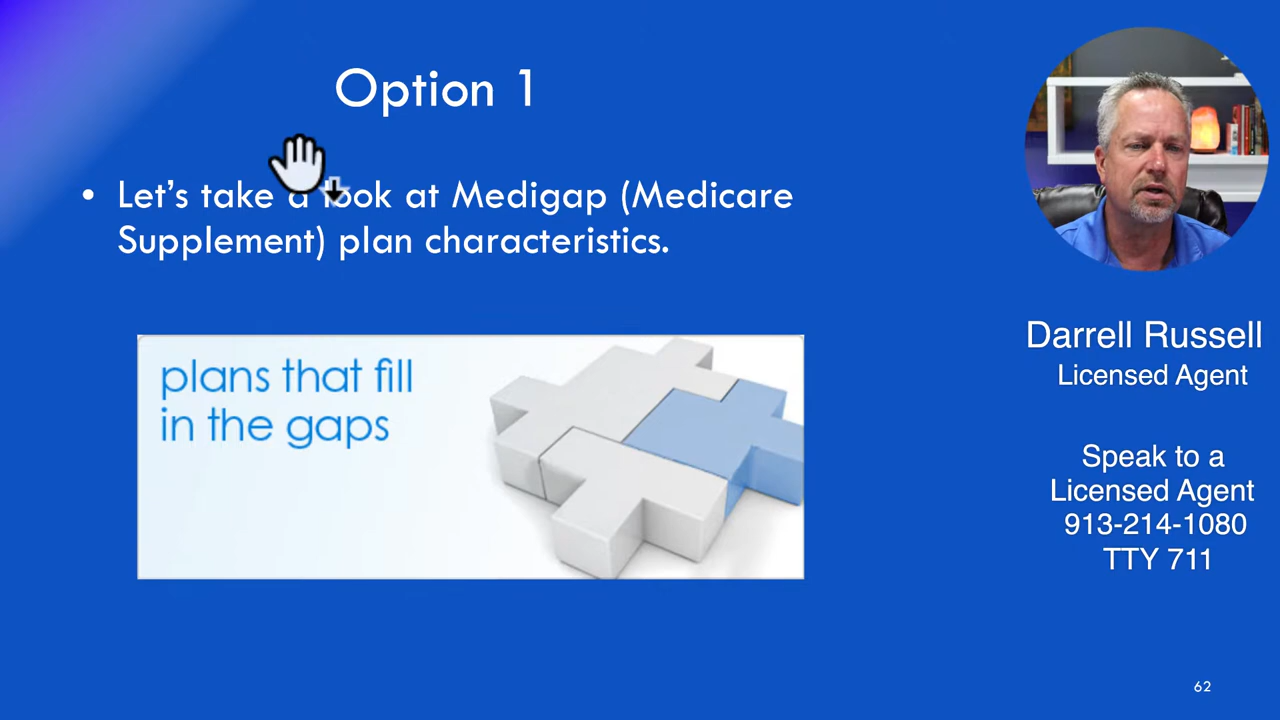 Option 1
• Let's take a look at Medigap (Medicare
Supplement) plan characteristics.
plans that fill
in the gaps
Darrell Russell
Licensed Agent
Speak to a
Licensed Agent
913-214-1080
TTY 711
62